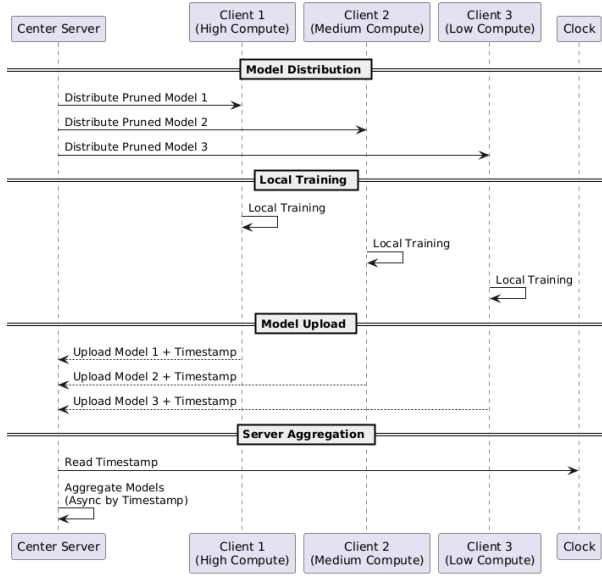 Center Server
Client 1
(High Compute)
Client 2
(Medium Compute)
Client 3
(Low Compute)
Clock
Model Distribution
Distribute Pruned Model 1
Distribute Pruned Model 2
Distribute Pruned Model 3
Local Training
Local Training
Local Training
Local Training
Model Upload
Upload Model 1 + Timestamp
Upload Model 2 + Timestamp
Upload Model 3 + Timestamp
Server Aggregation
Read Timestamp
Aggregate Models
(Async by Timestamp)
Center Server
Client 1
(High Compute)
Client 2
(Medium Compute)
Client 3
(Low Compute)
Clock